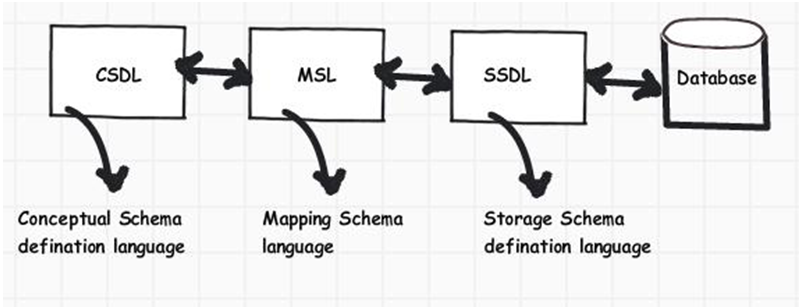 CSDL
MSL
SSDL
Database
Conceptual Schema
defination language
Mapping Schema
language
Storage Schema
defination language